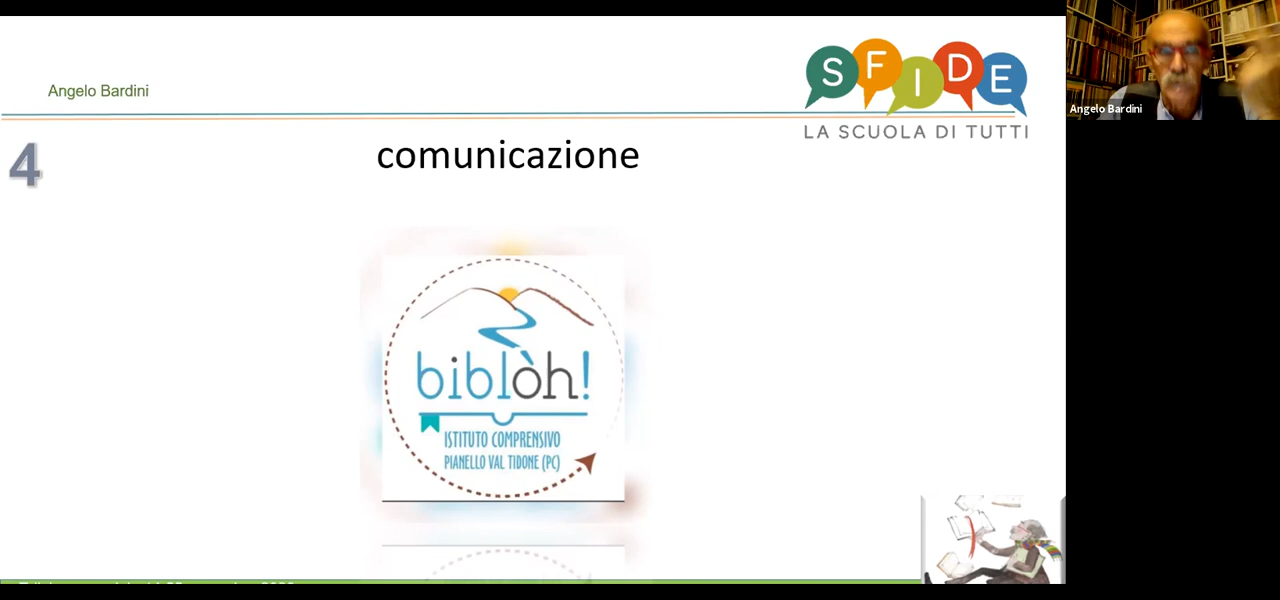 Angelo Bardini
SFIDE
LA SCUOLA DI TUTTI
Angelo Bardini
4
comunicazione
biblòh!
ISTITUTO COMPRENSIVO
PIANELLO VAL TIDONE (PC)